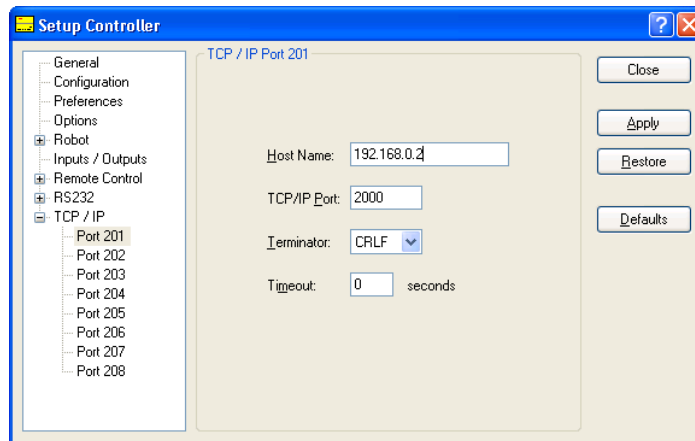 Setup Controller
General
Configuration
Preferences
Options
Robot
Inputs / Outputs
Remote Control
RS232
TCP / IP
Port 201
Port 202
Port 203
Port 204
Port 205
Port 206
Port 207
Port 208
TCP / IP Port 201
Host Name: 192.168.0.2
TCP/IP Port: 2000
Terminator: CRLF
Timeout: 0 seconds
Close
Apply
Restore
Defaults